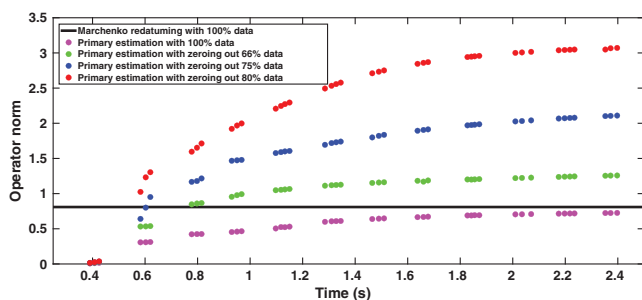 3.5
3
2.5
2
1.5
1
0.5
0
Operator norm
Marchenko redatuming with 100% data
Primary estimation with 100% data
Primary estimation with zeroing out 66% data
Primary estimation with zeroing out 75% data
Primary estimation with zeroing out 80% data
0.4 0.6 0.8 1 1.2 1.4 1.6 1.8 2 2.2 2.4
Time (s)